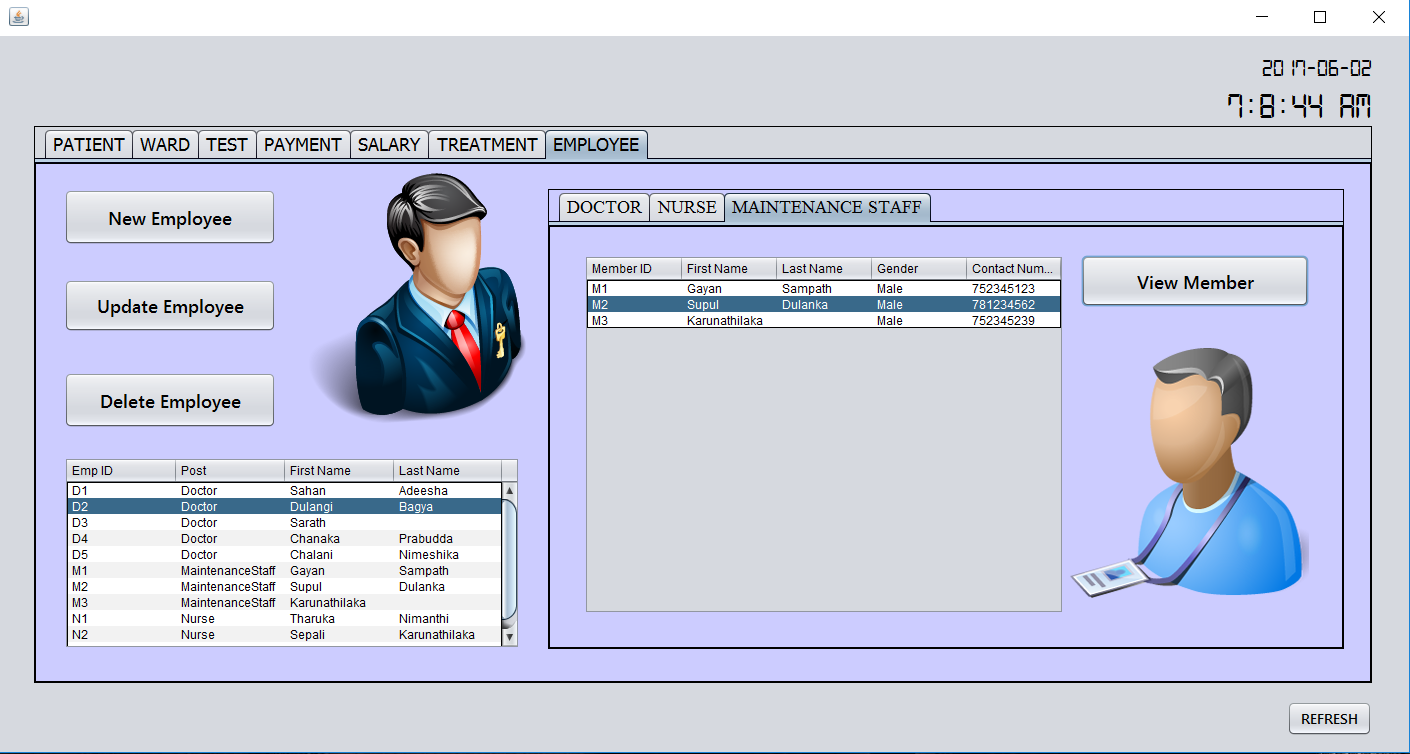 2017-06-02
7:8:44 AM
PATIENT WARD TEST PAYMENT SALARY TREATMENT EMPLOYEE
New Employee
Update Employee
Delete Employee
Emp ID Post First Name Last Name
D1 Doctor Sahan Adeesha
D2 Doctor Dulangi Bagya
D3 Doctor Sarath
D4 Doctor Chanaka Prabudda
D5 Doctor Chalani Nimeshika
M1 MaintenanceStaff Gayan Sampath
M2 MaintenanceStaff Supul Dulanka
M3 MaintenanceStaff Karunathilaka
N1 Nurse Tharuka Nimanthi
N2 Nurse Sepali Karunathilaka
DOCTOR NURSE MAINTENANCE STAFF
Member ID First Name Last Name Gender Contact Num...
M1 Gayan Sampath Male 752345123
M2 Supul Dulanka Male 781234562
M3 Karunathilaka Male 752345239
View Member
REFRESH